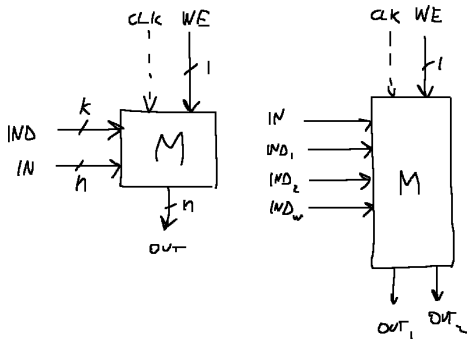 CLK WE
1
k
IND
M
IN
n
n
OUT
CLK WE
1
IN
IND₁
IND₂
M
INDw
OUT₁ OUT₂